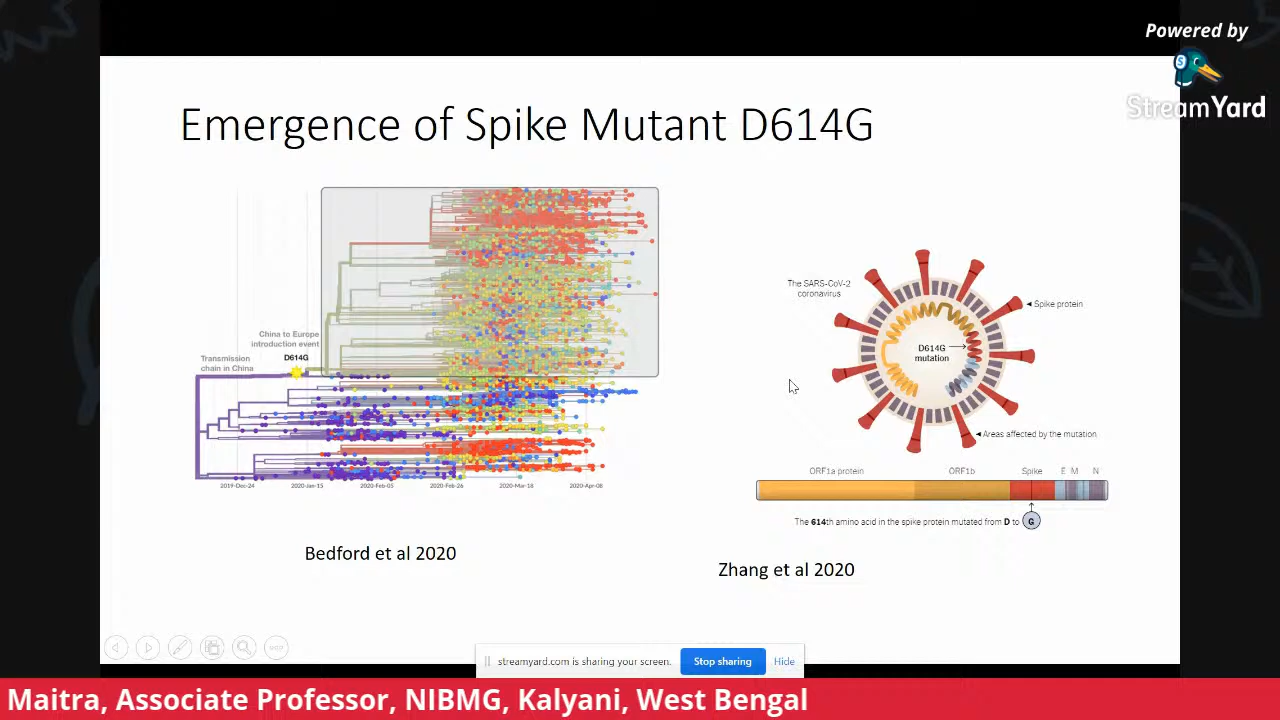 Powered by
StreamYard
Emergence of Spike Mutant D614G
China to Europe
introduction event
D614G
Transmission
chain in China
2019-Dec-24
2020-Jan-15
2020-Feb-05
2020-Feb-26
2020-Mar-18
2020-Apr-08
Bedford et al 2020
The SARS-CoV-2
coronavirus
Spike protein
D614G
mutation
Areas affected by the mutation
ORF1a protein
ORF1b
Spike
E
M
N
The 614th amino acid in the spike protein mutated from D to G
Zhang et al 2020
streamyard.com is sharing your screen.
Stop sharing
Hide
Maitra, Associate Professor, NIBMG, Kalyani, West Bengal